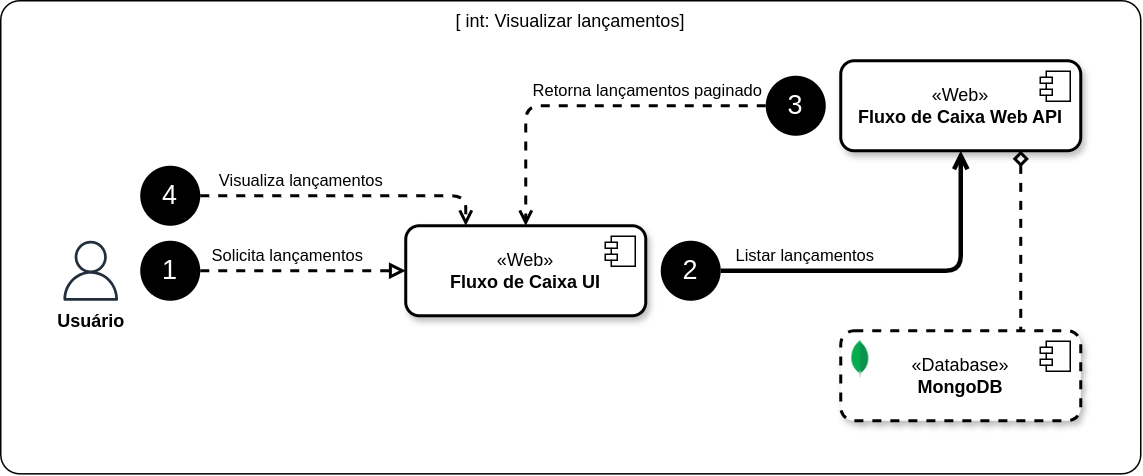 [ int: Visualizar lançamentos]
Retorna lançamentos paginado
3
«Web»
Fluxo de Caixa Web API
4
Visualiza lançamentos
1
Solicita lançamentos
Usuário
«Web»
Fluxo de Caixa UI
2
Listar lançamentos
«Database»
MongoDB